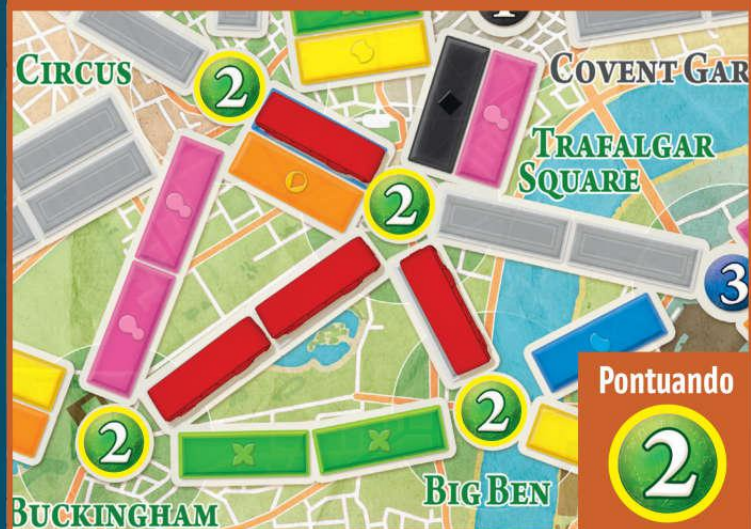 CIRCUS
2
COVENT GAR
TRAFALGAR
SQUARE
2
3
Pontuando
2
2
2
BIG BEN
BUCKINGHAM